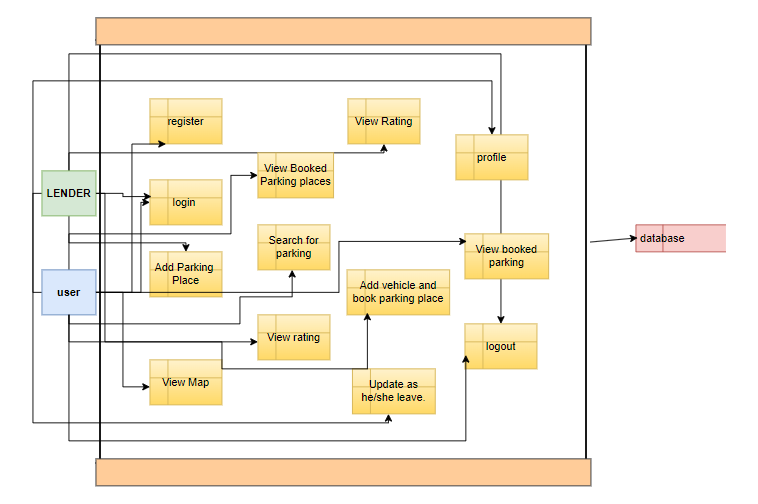 register
View Rating
View Booked
Parking places
profile
LENDER
login
Search for
parking
database
View booked
parking
Add Parking
Place
user
Add vehicle and
book parking place
View rating
logout
View Map
Update as
he/she leave.